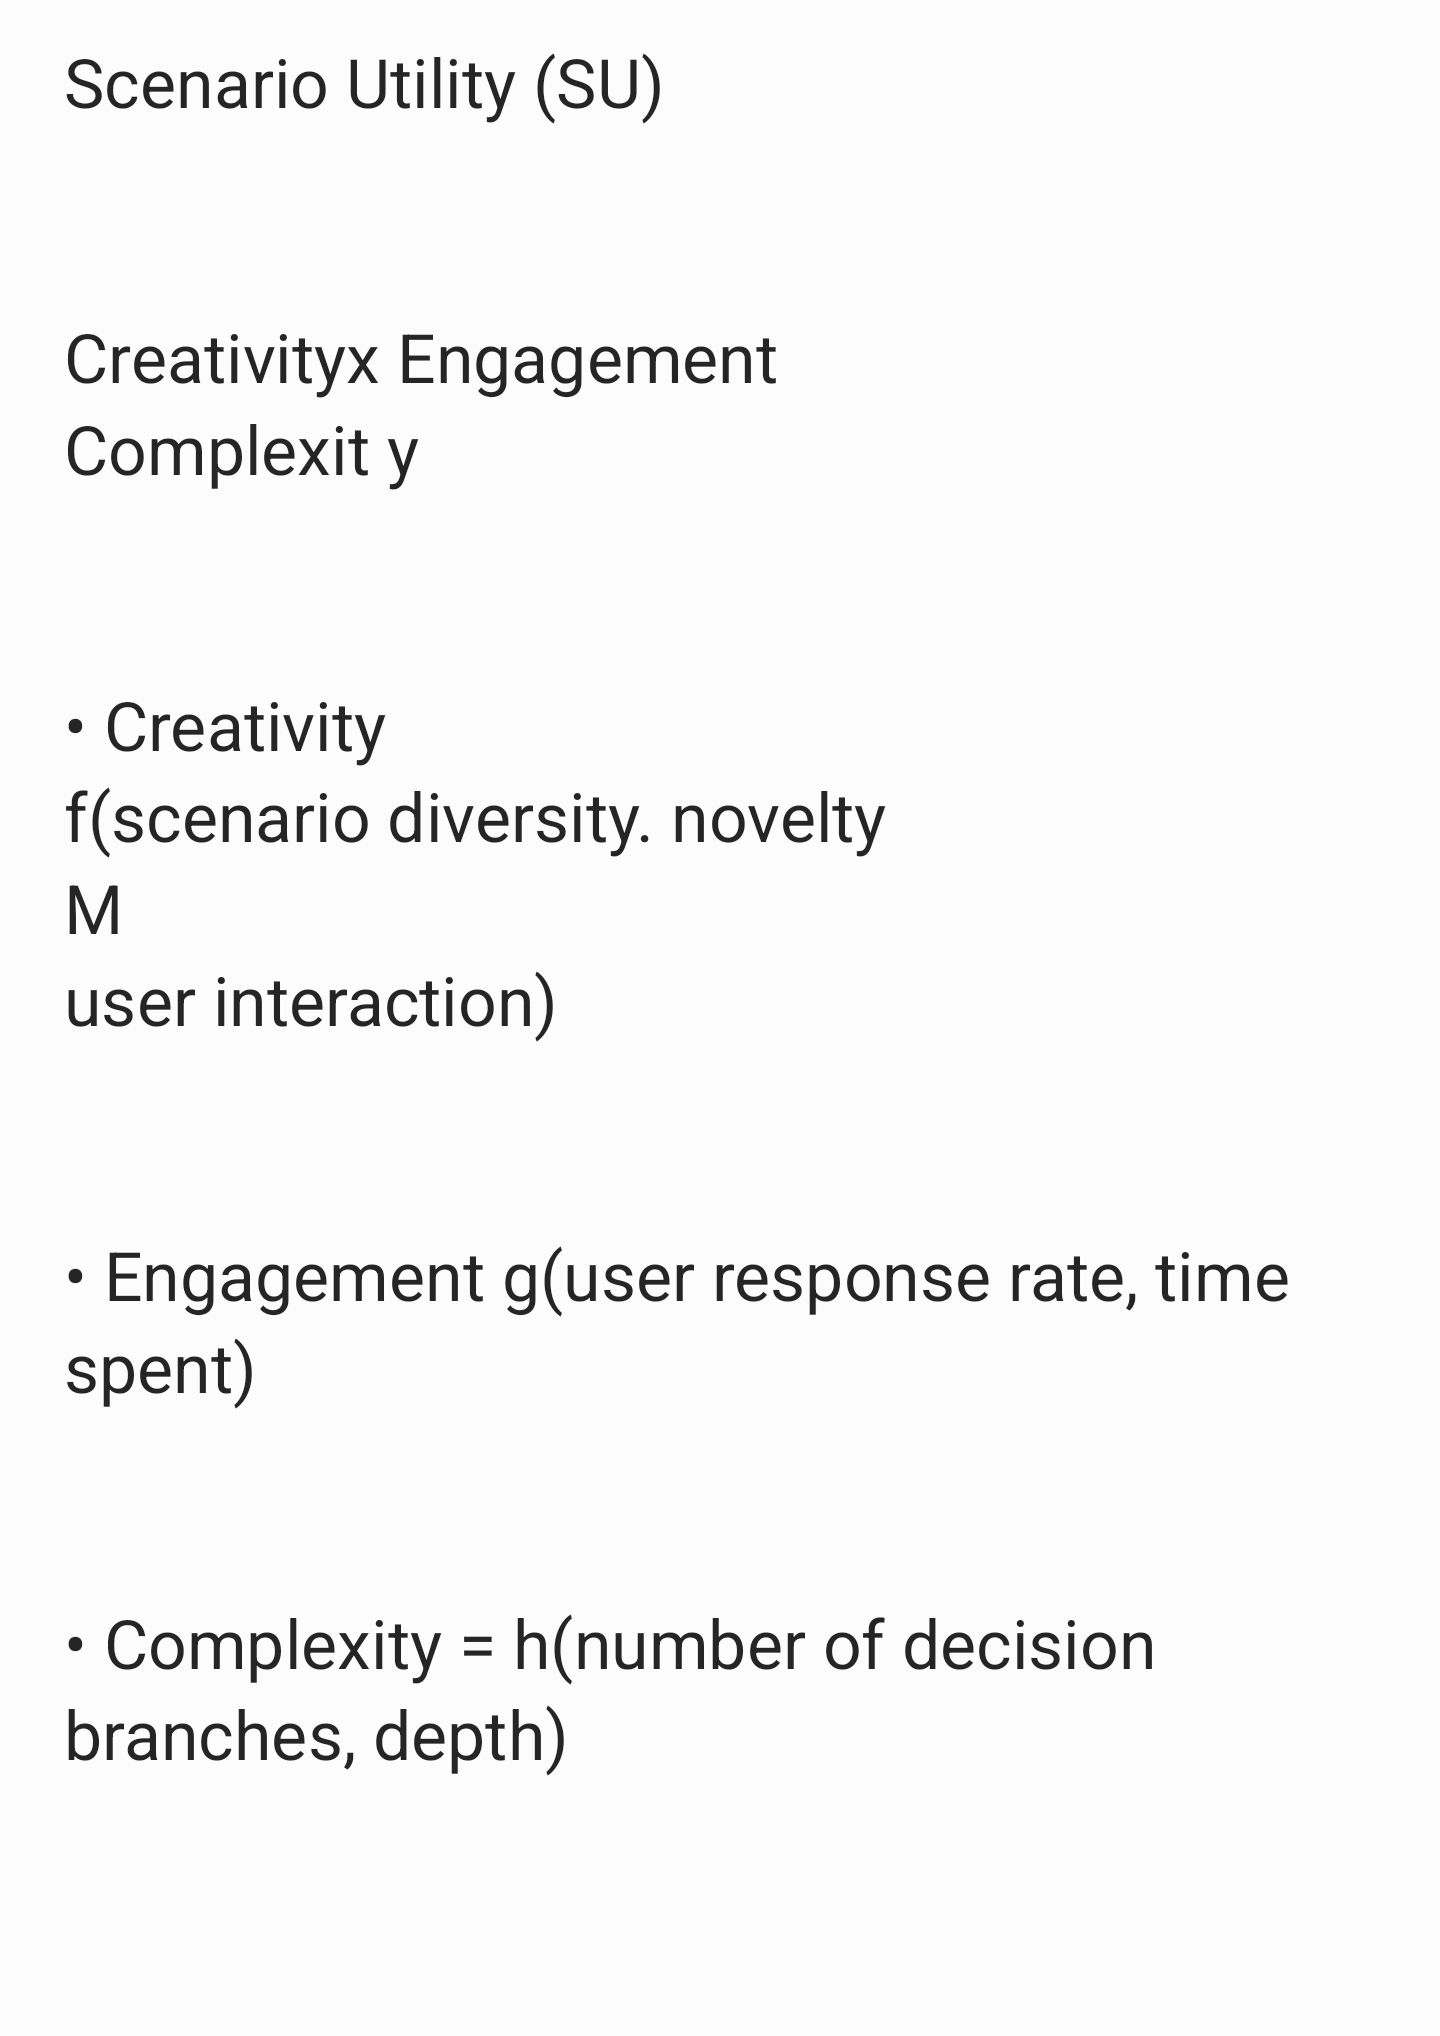 Scenario Utility (SU)
Creativityx Engagement
Complexit y
• Creativity
f(scenario diversity. novelty
M
user interaction)
• Engagement g(user response rate, time
spent)
• Complexity = h(number of decision
branches, depth)